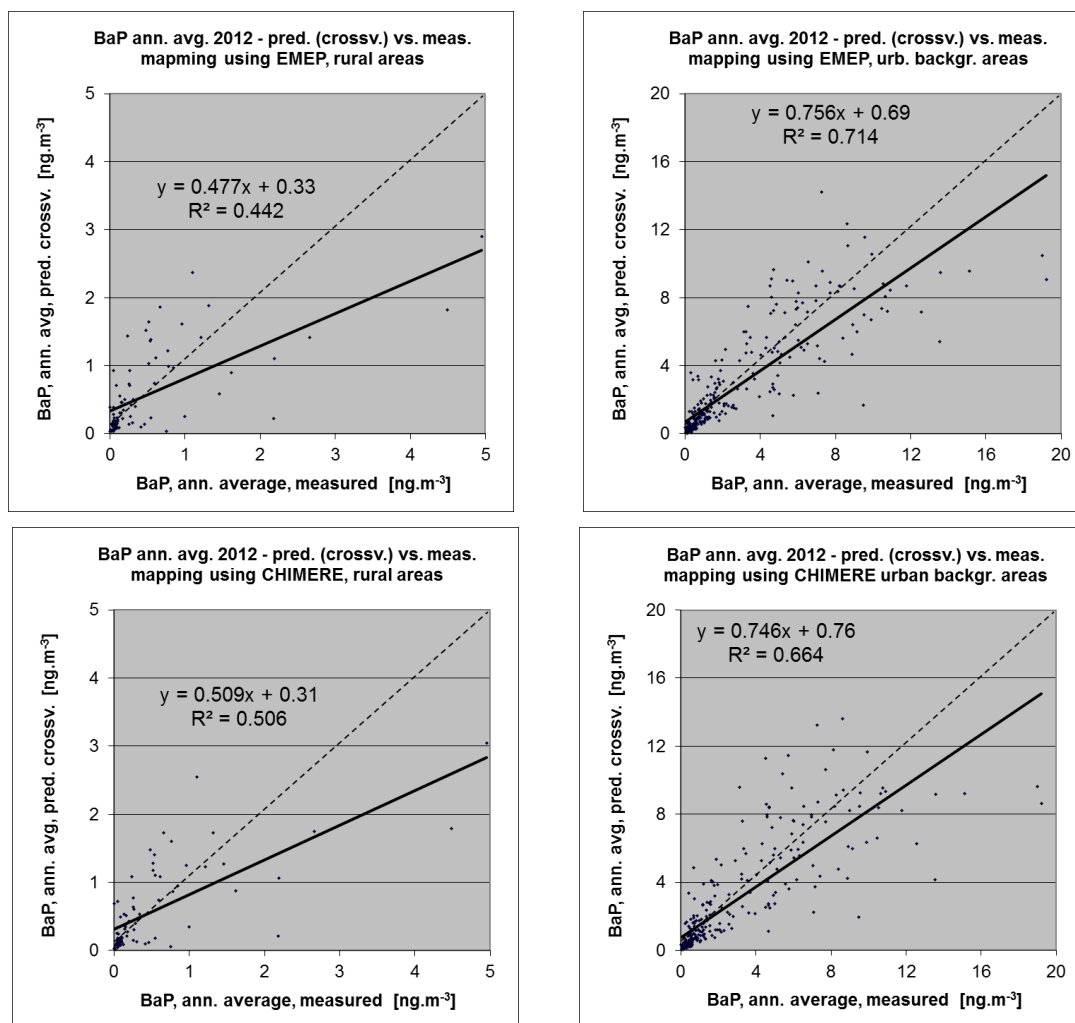 BaP ann. avg. 2012 - pred. (crossv.) vs. meas.
mapming using EMEP, rural areas
BaP, ann. avg, pred. crossv. [ng.m-3]
5
4
3
2
1
0
y = 0.477x + 0.33
R² = 0.442
0 1 2 3 4 5
BaP, ann. average, measured [ng.m-3]
BaP ann. avg. 2012 - pred. (crossv.) vs. meas.
mapping using EMEP, urb. backgr. areas
BaP, ann. avg, pred. crossv. [ng.m-3]
20
16
12
8
4
0
y = 0.756x + 0.69
R² = 0.714
0 4 8 12 16 20
BaP, ann. average, measured [ng.m-3]
BaP ann. avg. 2012 - pred. (crossv.) vs. meas.
mapping using CHIMERE, rural areas
BaP, ann. avg, pred. crossv. [ng.m-3]
5
4
3
2
1
0
y = 0.509x + 0.31
R² = 0.506
0 1 2 3 4 5
BaP, ann. average, measured [ng.m-3]
BaP ann. avg. 2012 - pred. (crossv.) vs. meas.
mapping using CHIMERE urban backgr. areas
BaP, ann. avg, pred. crossv. [ng.m-3]
20
16
12
8
4
0
y = 0.746x + 0.76
R² = 0.664
0 4 8 12 16 20
BaP, ann. average, measured [ng.m-3]